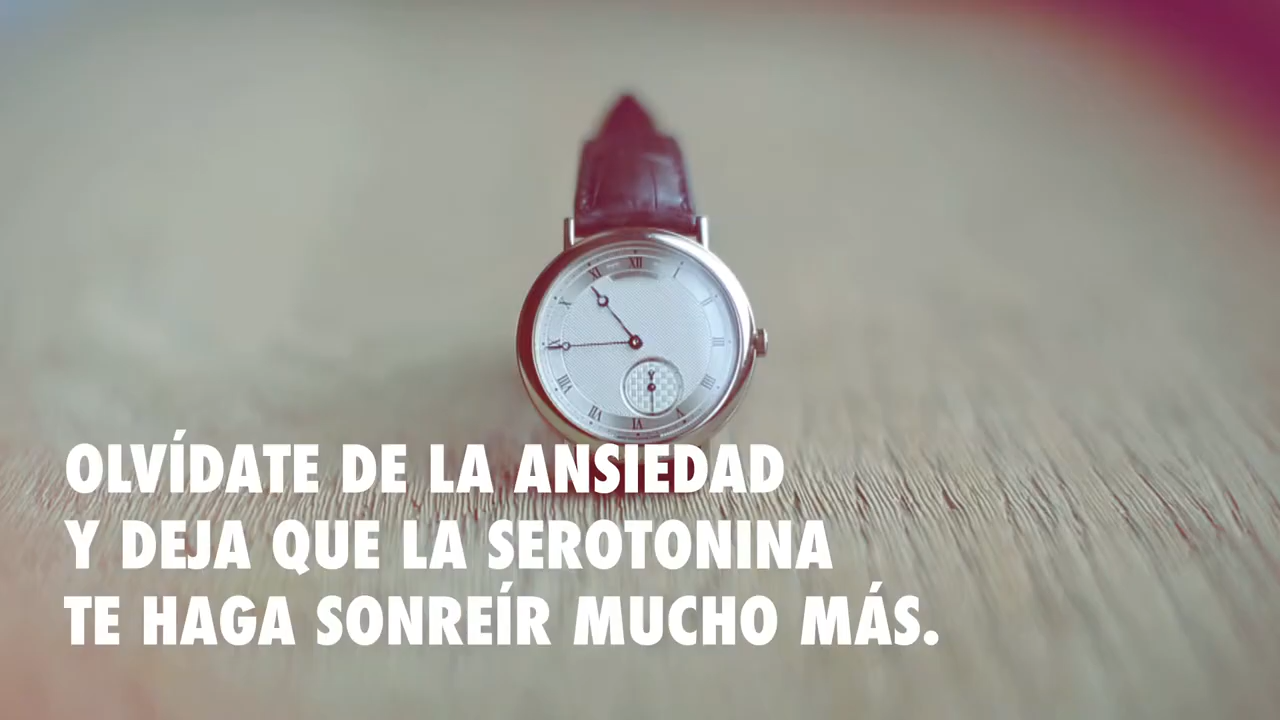 OLVÍDATE DE LA ANSIEDAD
Y DEJA QUE LA SEROTONINA
TE HAGA SONREÍR MUCHO MÁS.